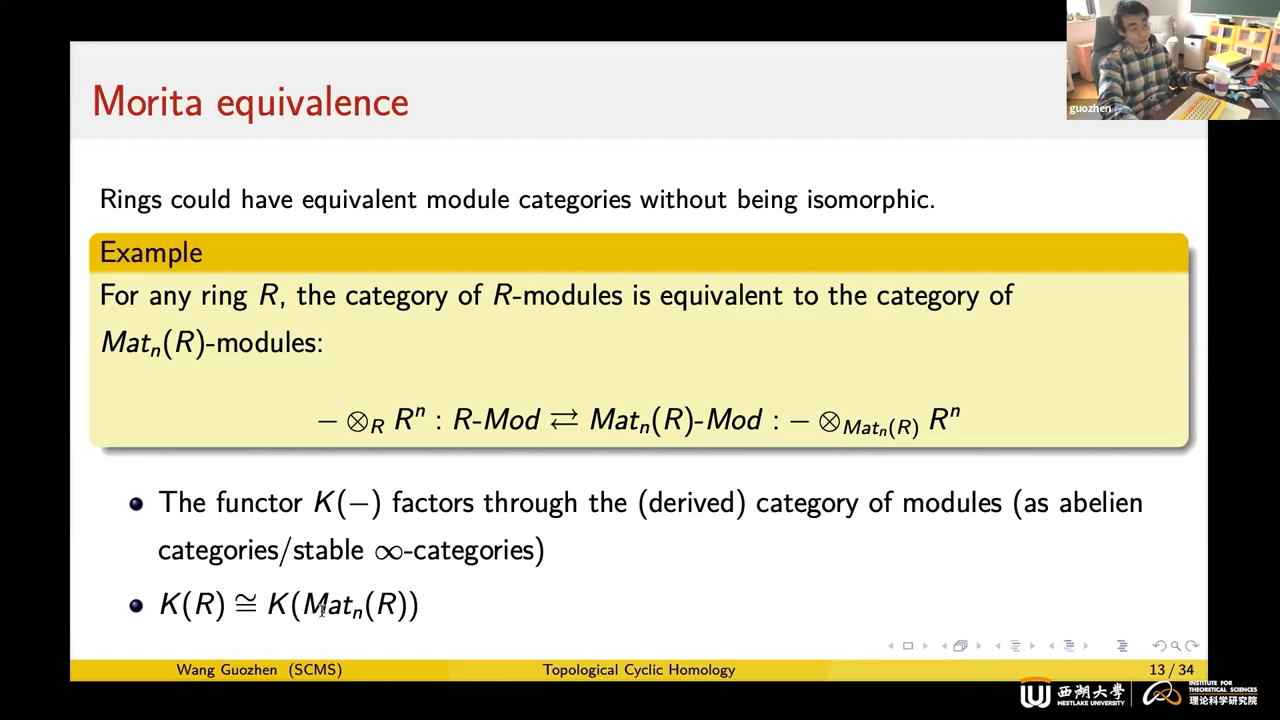 guozhen
Morita equivalence
Rings could have equivalent module categories without being isomorphic.
Example
For any ring R, the category of R-modules is equivalent to the category of
Matₙ(R)-modules:
− ⊗_R Rⁿ : R-Mod ⇄ Matₙ(R)-Mod : − ⊗_{Matₙ(R)} Rⁿ
The functor K(−) factors through the (derived) category of modules (as abelien
categories/stable ∞-categories)
K(R) ≅ K(Matₙ(R))
Wang Guozhen (SCMS) Topological Cyclic Homology 13 / 34
西湖大学
WESTLAKE UNIVERSITY
INSTITUTE FOR
THEORETICAL SCIENCES
理论科学研究院